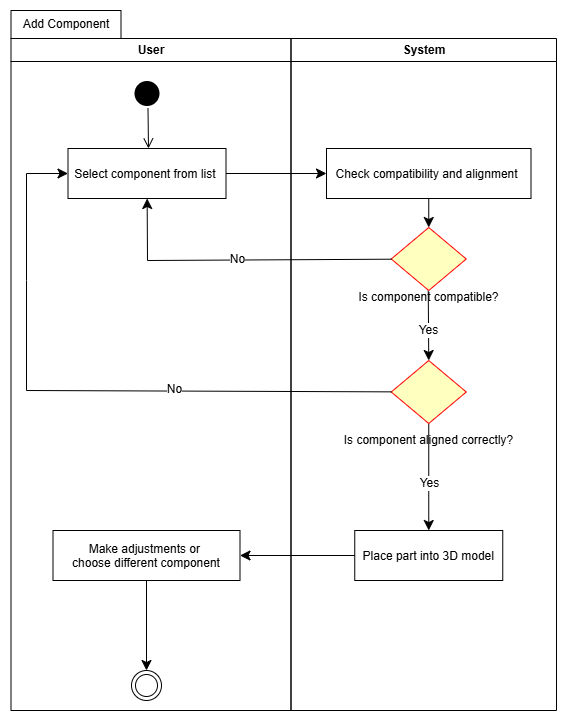 Add Component
User
System
Select component from list
Check compatibility and alignment
No
Is component compatible?
Yes
No
Is component aligned correctly?
Yes
Make adjustments or
choose different component
Place part into 3D model